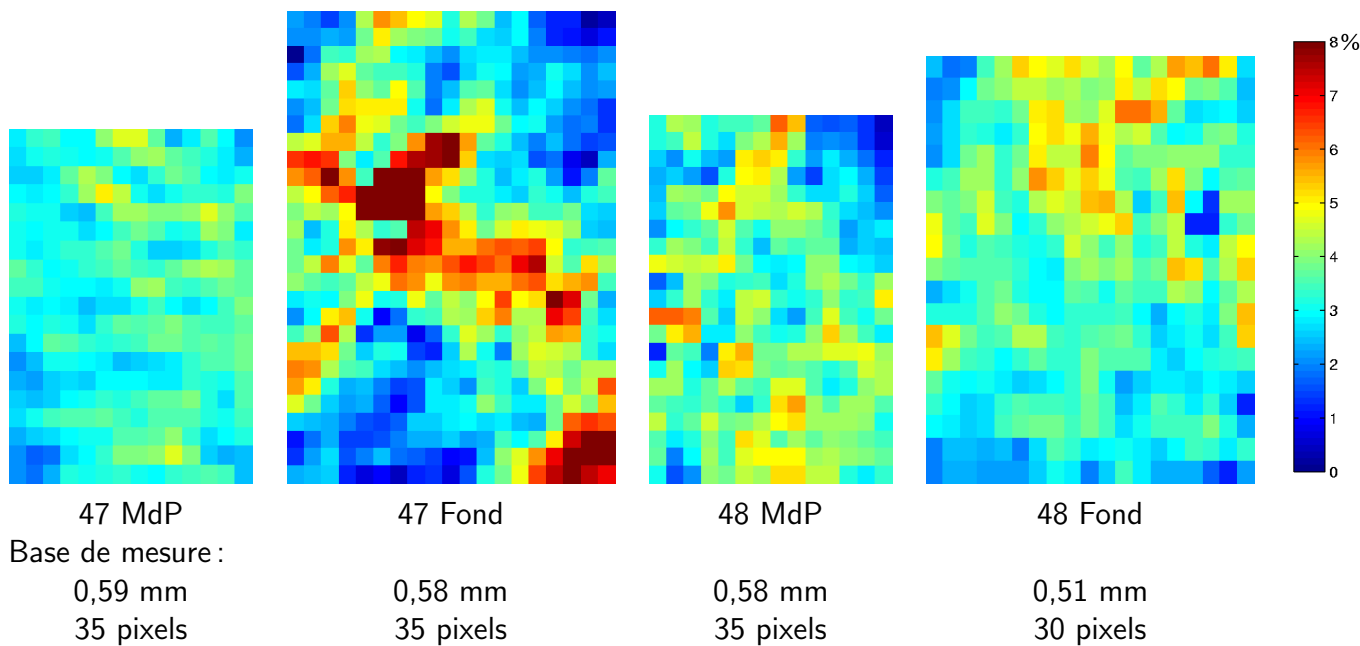 8%
7
6
5
4
3
2
1
0
47 MdP 47 Fond 48 MdP 48 Fond
Base de mesure :
0,59 mm 0,58 mm 0,58 mm 0,51 mm
35 pixels 35 pixels 35 pixels 30 pixels